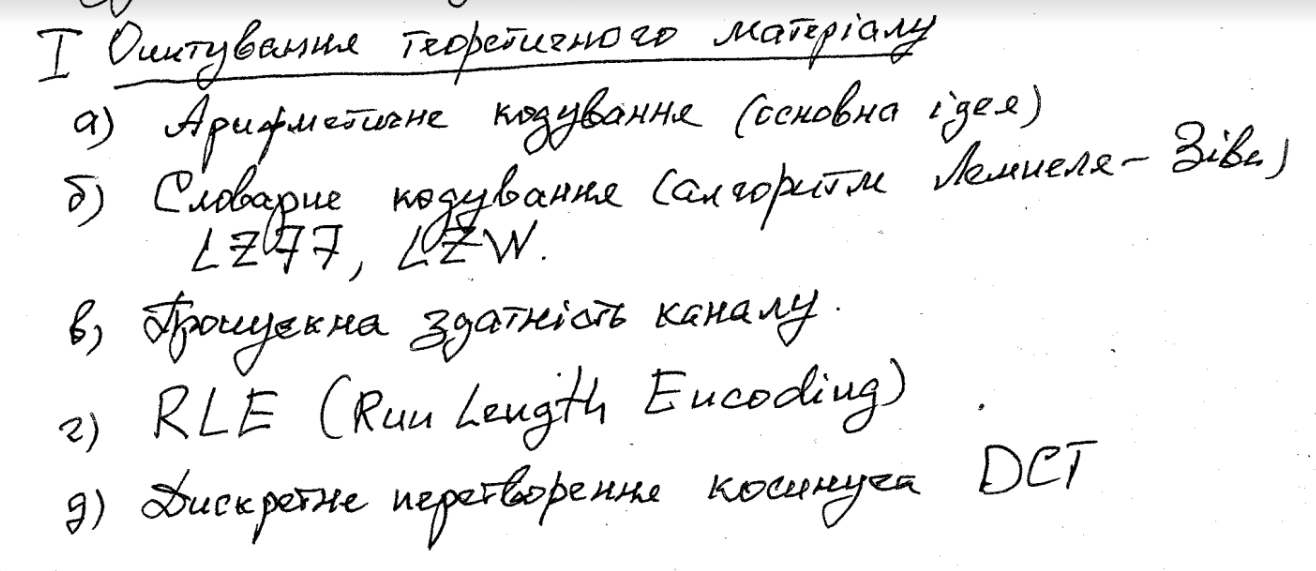 I Опитування теоретичного матеріалу
а) Арифметичне кодування (основна ідея)
б) Словарне кодування (алгоритм Лемпеля - Зіва)
LZ77, LZW.
в) Пропускна здатність каналу.
г) RLE (Run Length Encoding)
д) Дискретне перетворення косинуса DCT